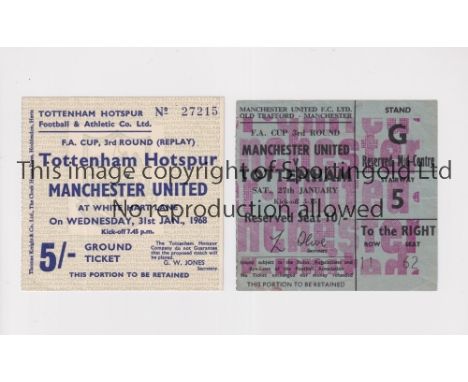 TOTTENHAM HOTSPUR
Football & Athletic Co. Ltd.
Nº 27215
F.A. CUP, 3rd ROUND (REPLAY)
Tottenham Hotspur
MANCHESTER UNITED
AT WHITE HART LANE
On WEDNESDAY, 31st JAN., 1968
Kick-off 7.45 p.m.
5/-
GROUND
TICKET
The Tottenham Hotspur
Company do not Guarantee
that the proposed match will
be played.
G. W. JONES
Secretary
THIS PORTION TO BE RETAINED
MANCHESTER UNITED F.C. LTD.
OLD TRAFFORD - MANCHESTER
F.A. CUP 3rd ROUND
MANCHESTER UNITED
TOTTENHAM
SAT., 27th JANUARY
Kick-off
Reserved Seat 10/-
Secretary
THIS PORTION TO BE RETAINED
STAND
G
Reserved Mid-Centre
STAIRWAY
5
To the RIGHT
ROW SEAT
11 62
This image is copyright of Sportingold Ltd
No reproduction allowed